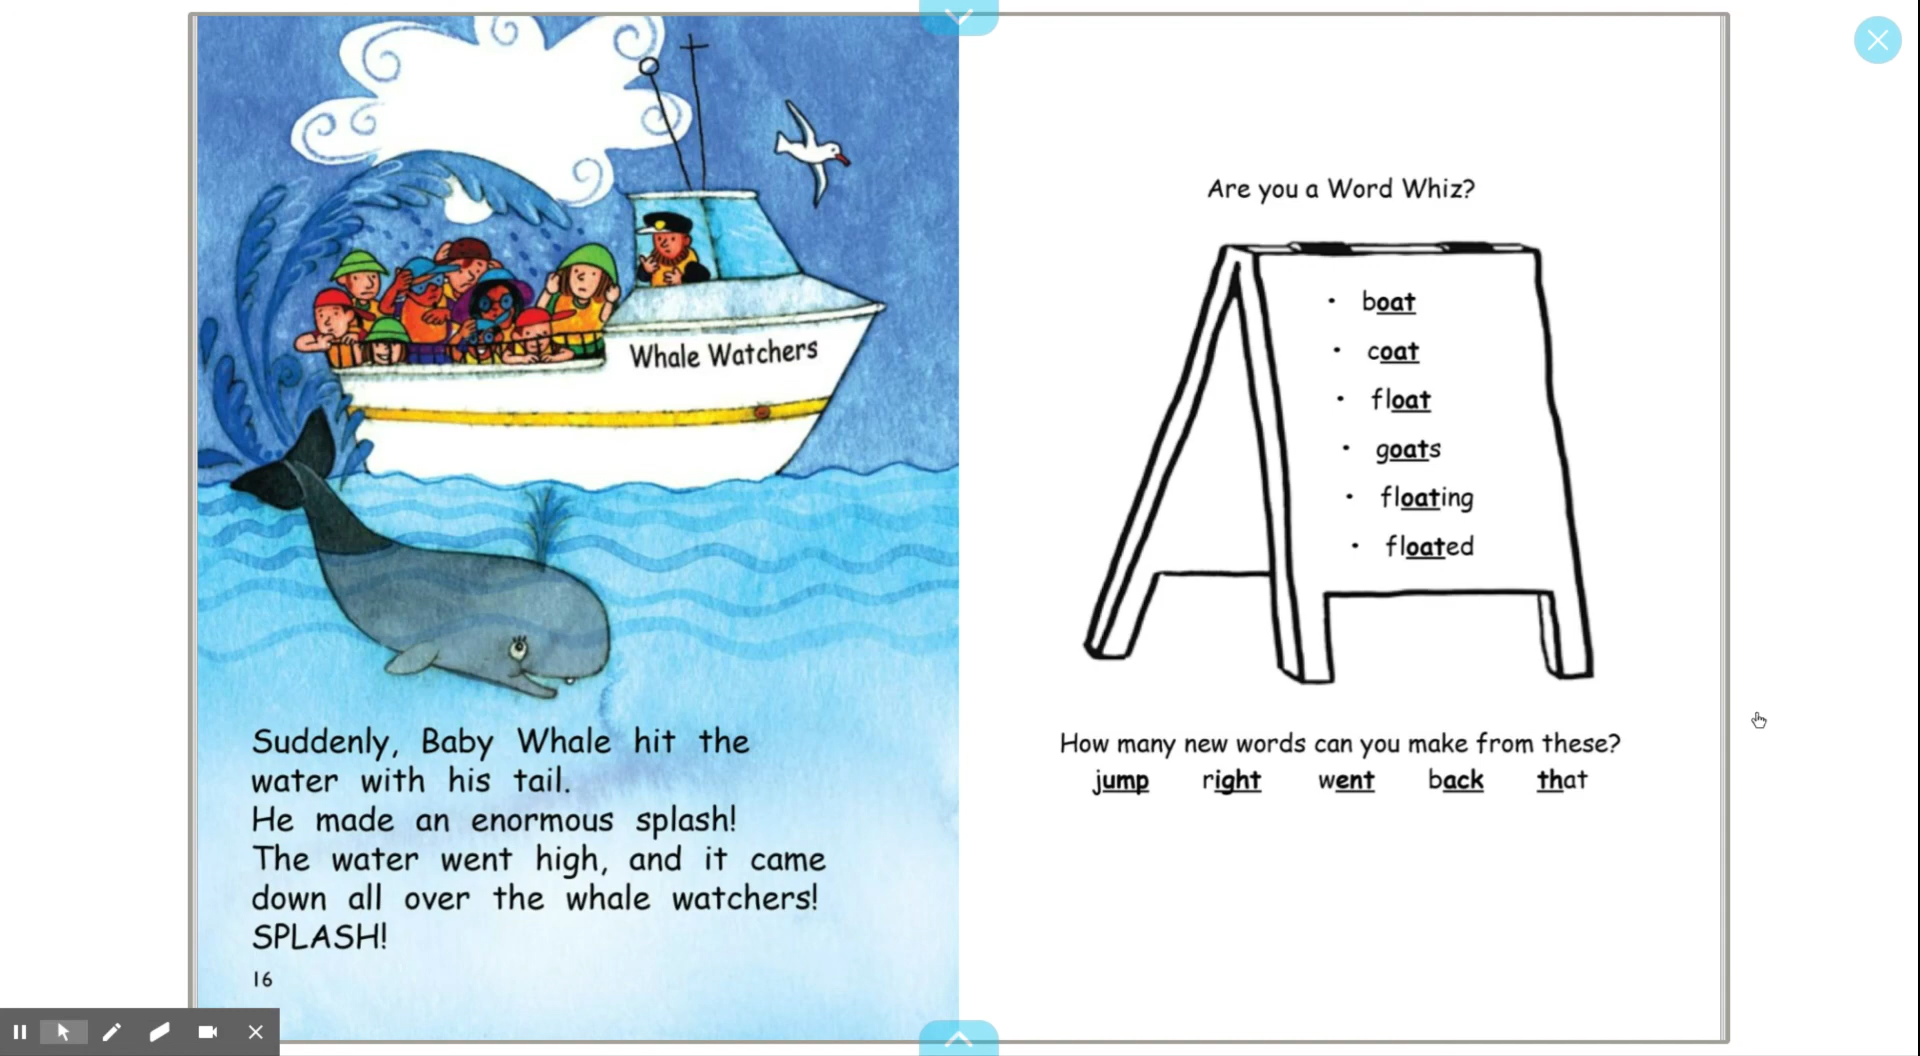 Whale Watchers
Suddenly, Baby Whale hit the
water with his tail.
He made an enormous splash!
The water went high, and it came
down all over the whale watchers!
SPLASH!
16
Are you a Word Whiz?
• boat
• coat
• float
• goats
• floating
• floated
How many new words can you make from these?
jump right went back that